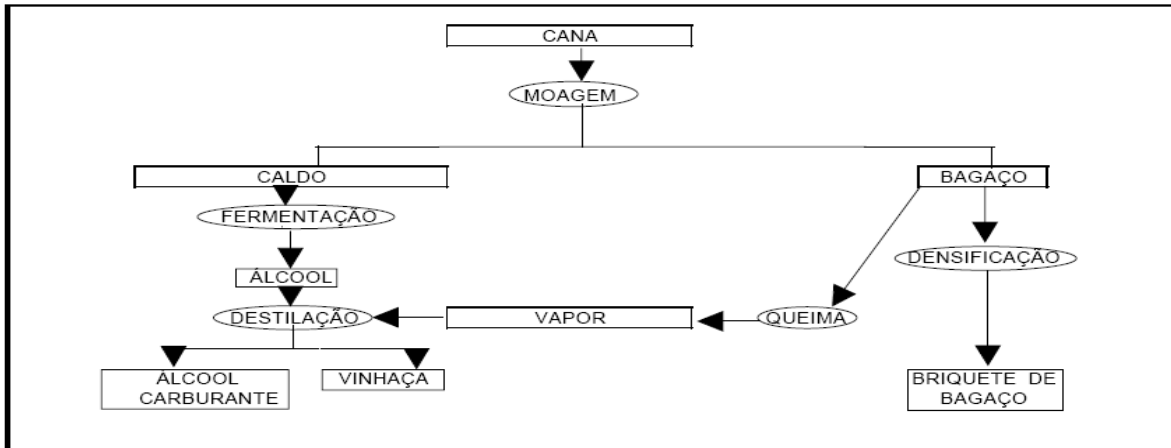 CANA
MOAGEM
CALDO
BAGAÇO
FERMENTAÇÃO
DENSIFICAÇÃO
ÁLCOOL
DESTILAÇÃO
VAPOR
QUEIMA
ÁLCOOL
CARBURANTE
VINHAÇA
BRIQUETE DE
BAGAÇO